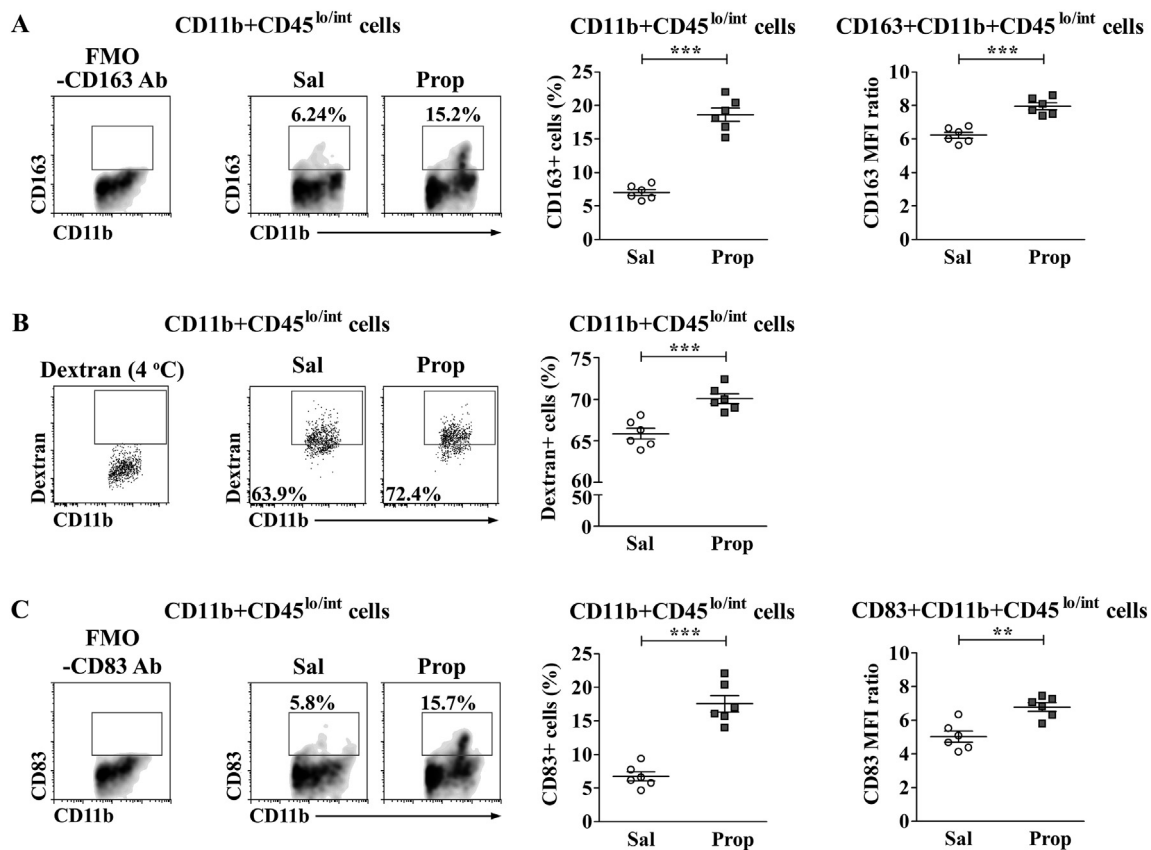 A
CD11b+CD45lo/int cells
FMO
-CD163 Ab
Sal
Prop
6.24%
15.2%
CD163
CD11b
CD163
CD11b
CD11b+CD45lo/int cells
***
CD163+ cells (%)
25
20
15
10
5
0
Sal
Prop
CD163+CD11b+CD45lo/int cells
***
CD163 MFI ratio
10
8
6
4
2
0
Sal
Prop
B
CD11b+CD45lo/int cells
Dextran (4 °C)
Sal
Prop
63.9%
72.4%
Dextran
CD11b
Dextran
CD11b
CD11b+CD45lo/int cells
***
Dextran+ cells (%)
75
70
65
60
50
0
Sal
Prop
C
CD11b+CD45lo/int cells
FMO
-CD83 Ab
Sal
Prop
5.8%
15.7%
CD83
CD11b
CD83
CD11b
CD11b+CD45lo/int cells
***
CD83+ cells (%)
25
20
15
10
5
0
Sal
Prop
CD83+CD11b+CD45lo/int cells
**
CD83 MFI ratio
10
8
6
4
2
0
Sal
Prop